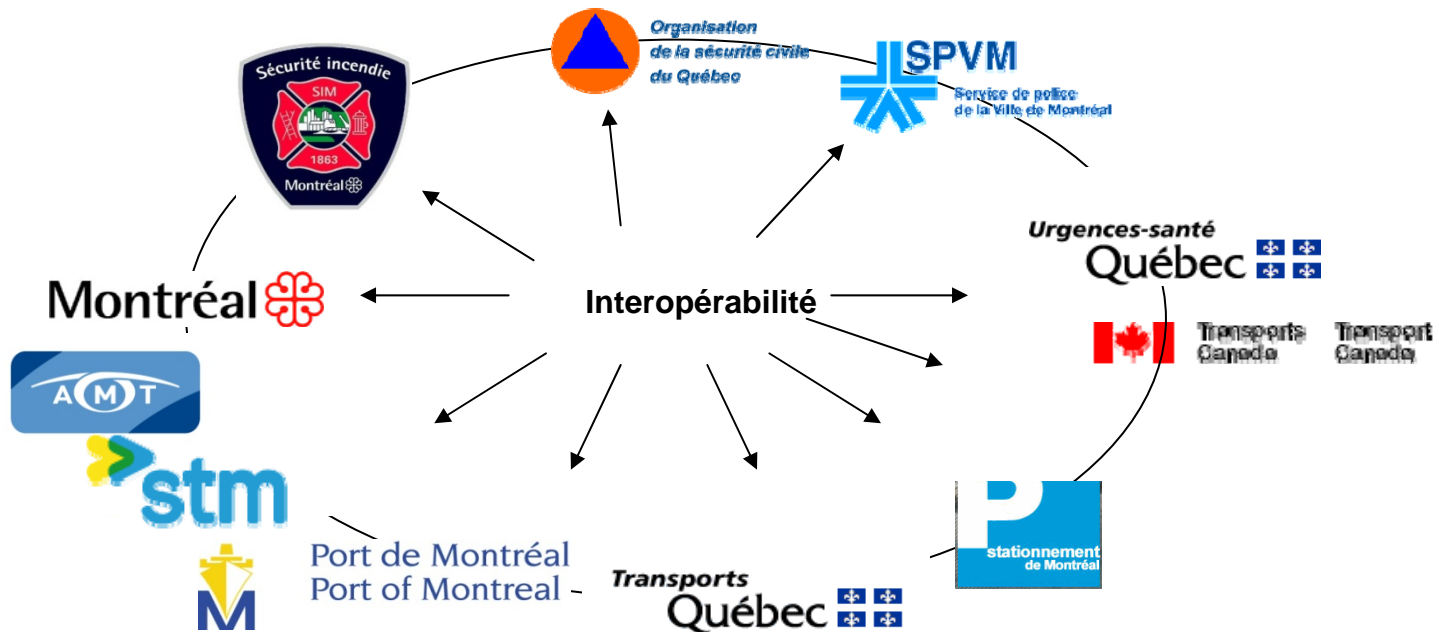 Organisation
de la sécurité civile
du Québec
SPVM
Service de police
de la Ville de Montréal
Sécurité incendie
SIM
1863
Montréal
Urgences-santé
Québec
Montréal
Interopérabilité
Transports
Canada
Transport
Canada
AMT
stm
P
stationnement
de Montréal
Port de Montréal
Port of Montreal
M
Transports
Québec